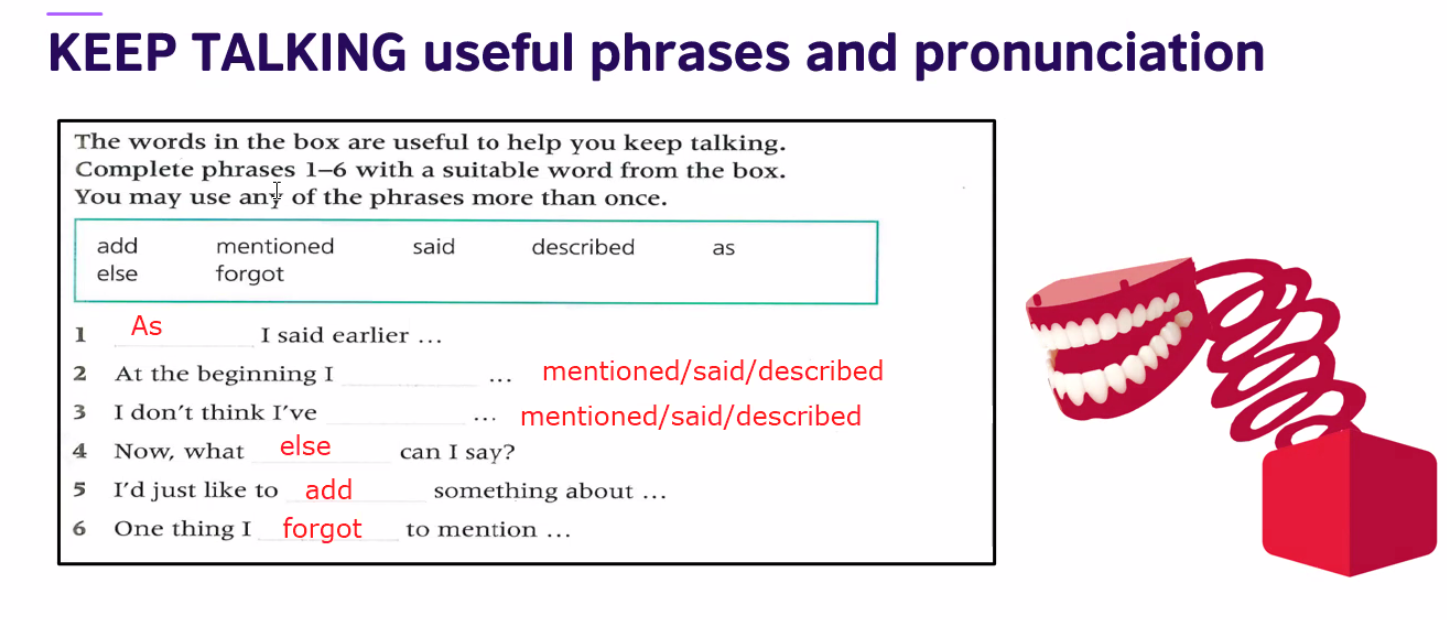 KEEP TALKING useful phrases and pronunciation
The words in the box are useful to help you keep talking.
Complete phrases 1–6 with a suitable word from the box.
You may use any of the phrases more than once.
add mentioned said described as
else forgot
1 As I said earlier ...
2 At the beginning I ... mentioned/said/described
3 I don't think I've ... mentioned/said/described
4 Now, what else can I say?
5 I'd just like to add something about ...
6 One thing I forgot to mention ...